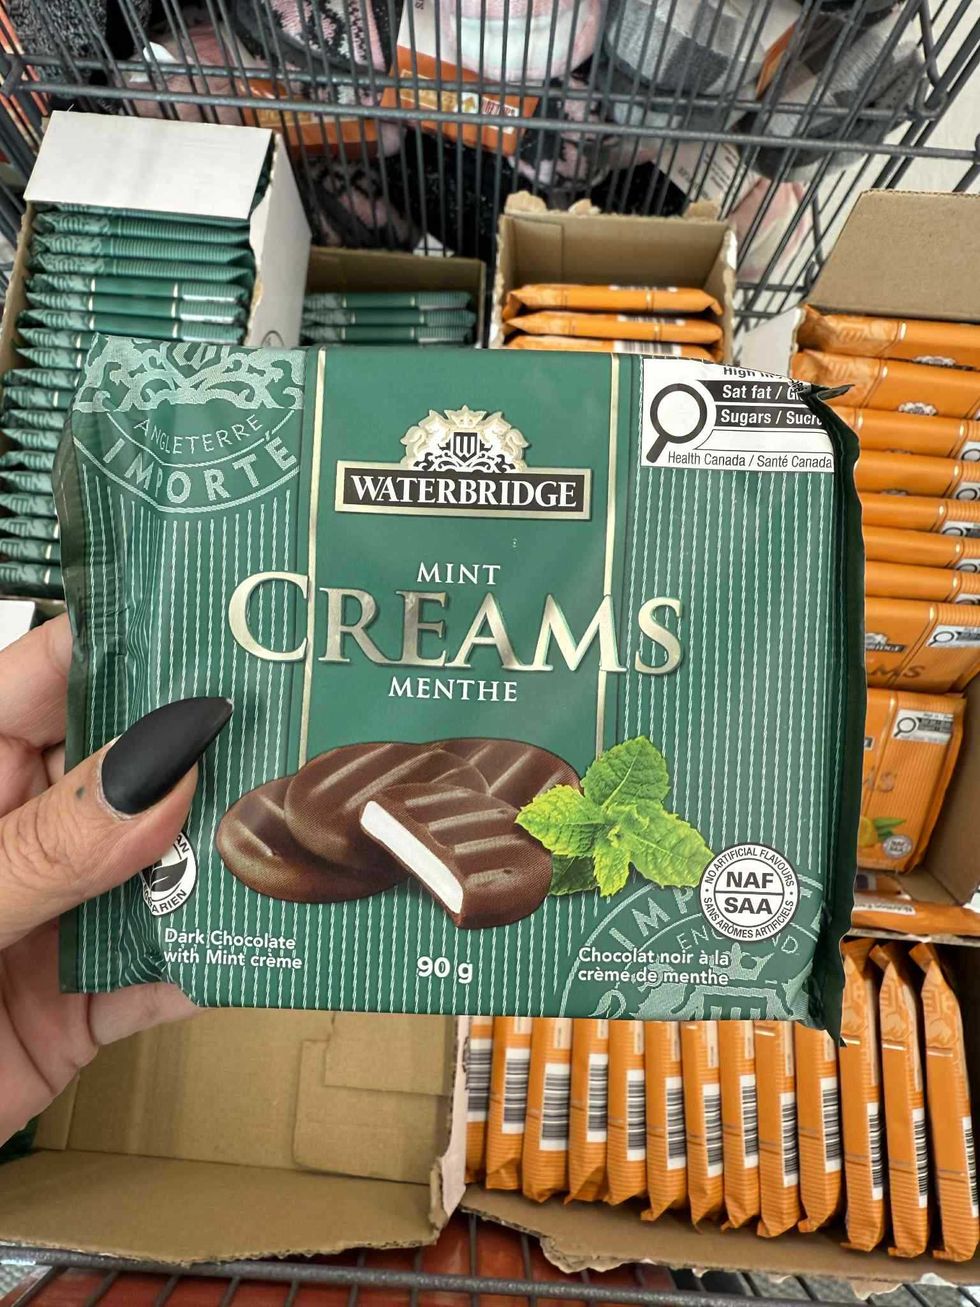 ANGLETERRE
IMPORTÉ
WATERBRIDGE
MINT
CREAMS
MENTHE
High
Sat fat /
Sugars /
Health Canada / Santé Canada
NO ARTIFICIAL FLAVOURS
NAF
SAA
SANS ARÔMES ARTIFICIELS
Dark Chocolate
with Mint crème
90 g
Chocolat noir à la
crème de menthe